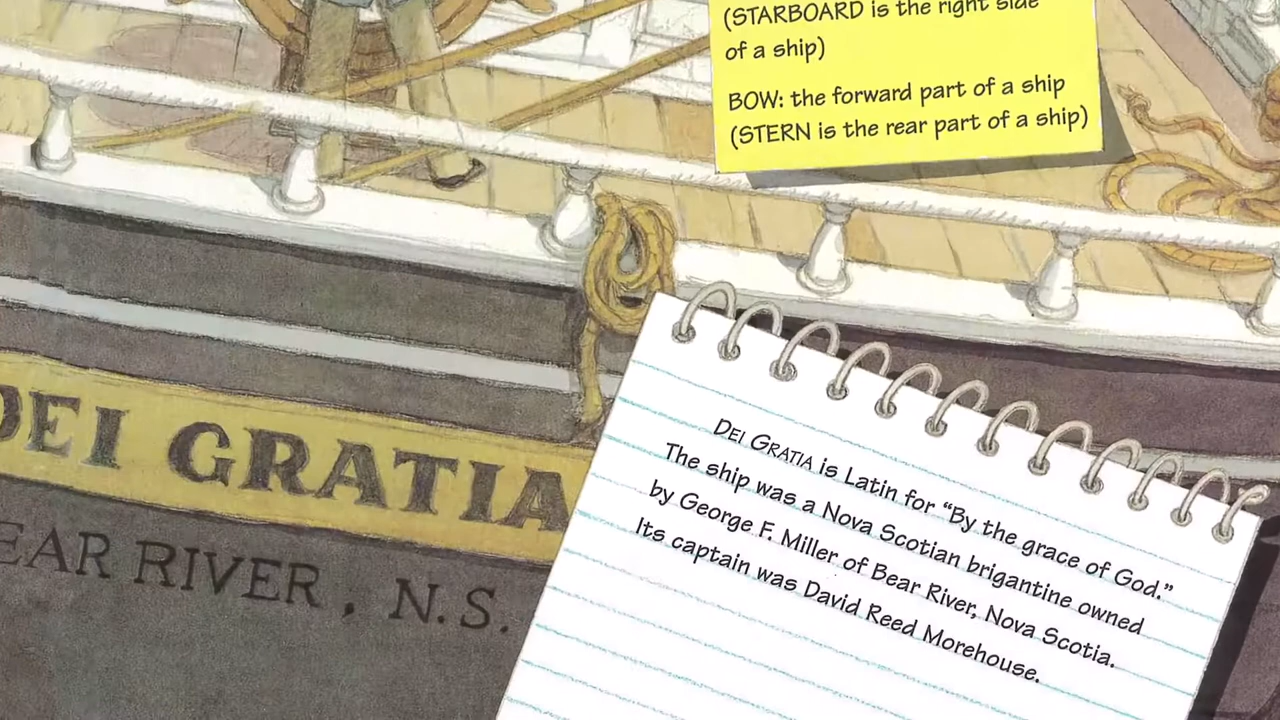 (STARBOARD is the right side
of a ship)
BOW: the forward part of a ship
(STERN is the rear part of a ship)
DEI GRATIA
EAR RIVER, N.S.
DEI GRATIA is Latin for “By the grace of God.”
The ship was a Nova Scotian brigantine owned
by George F. Miller of Bear River, Nova Scotia.
Its captain was David Reed Morehouse.